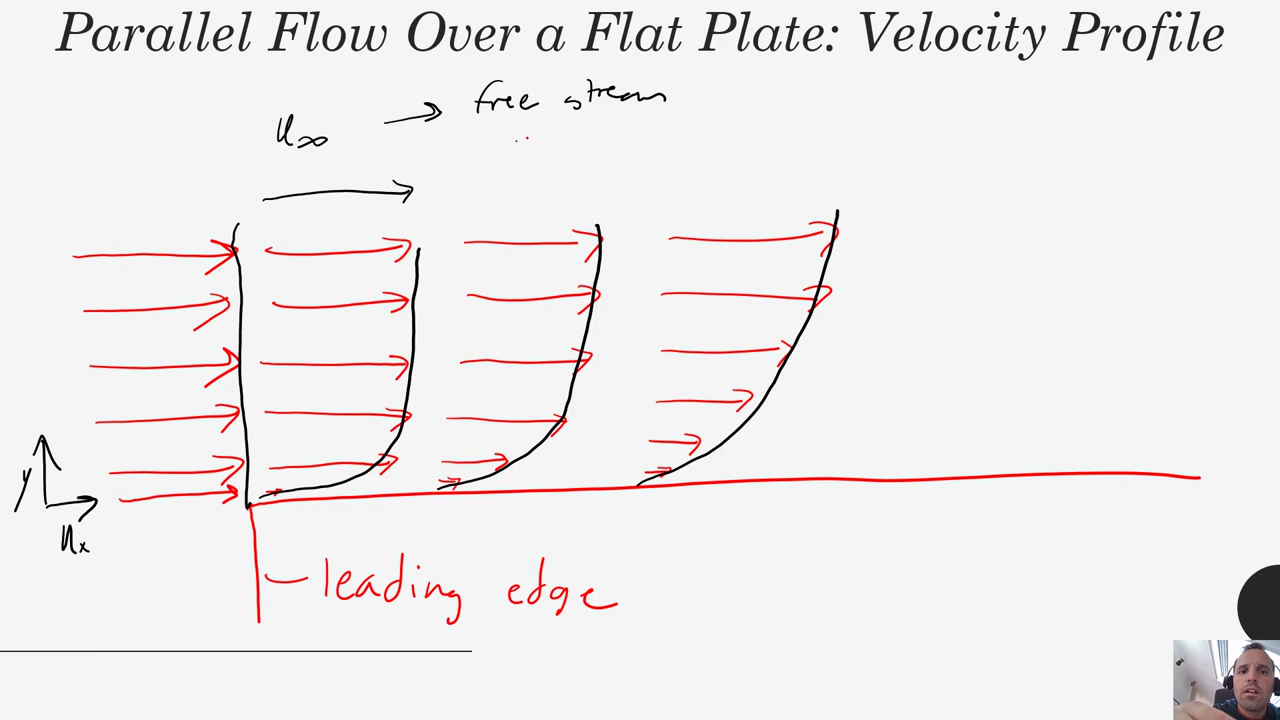 Parallel Flow Over a Flat Plate: Velocity Profile
u∞ → free stream
y
uₓ
leading edge